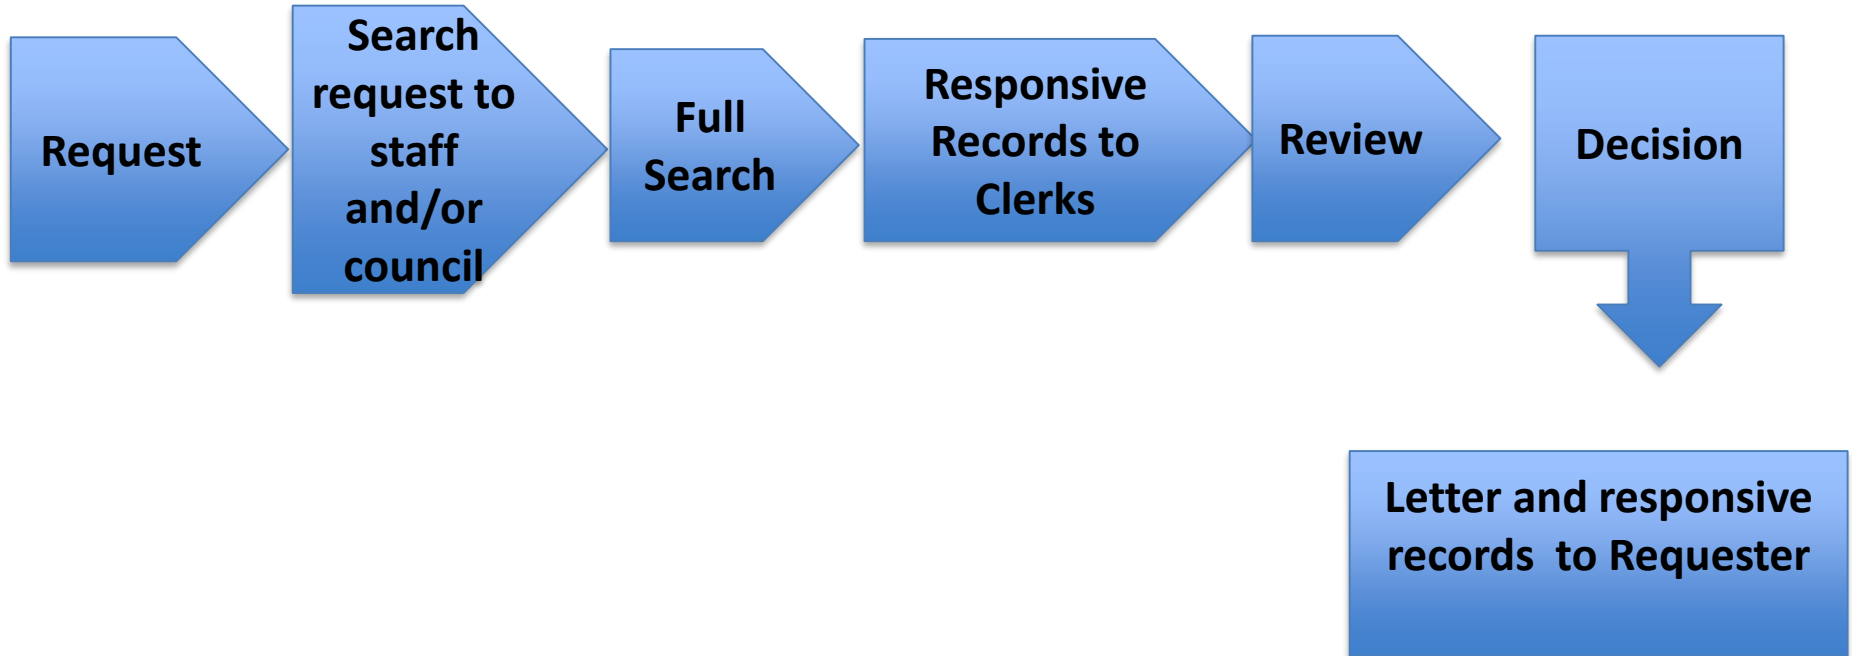 Request
Search
request to
staff
and/or
council
Full
Search
Responsive
Records to
Clerks
Review
Decision
Letter and responsive
records  to Requester